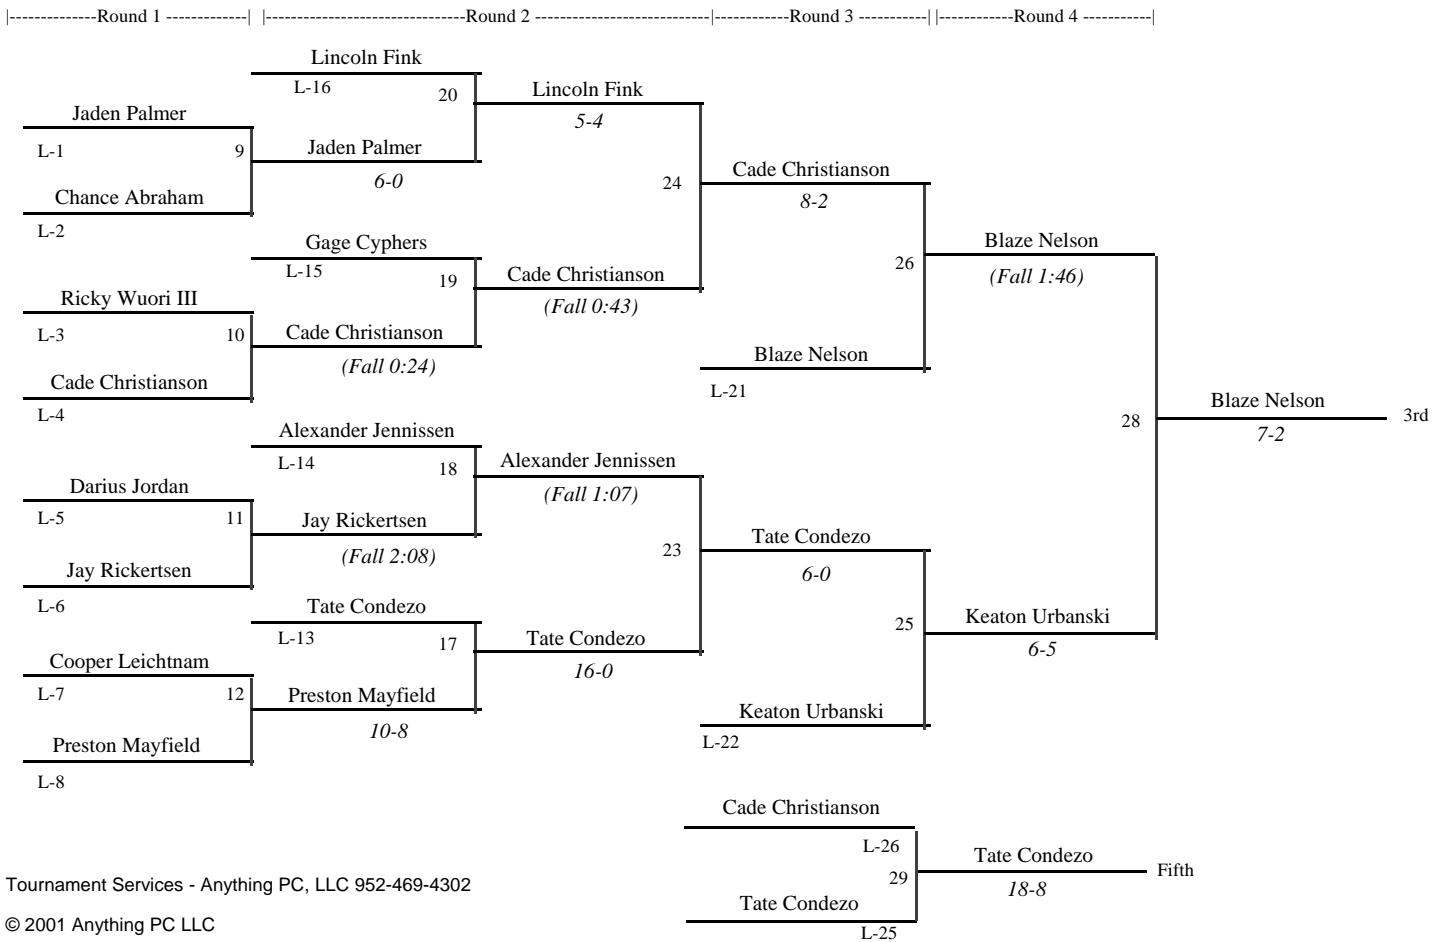 |--------------Round 1 -------------| |-------------------------------Round 2 ---------------------------|------------Round 3 -----------| |------------Round 4 -----------|
Lincoln Fink
L-16
20
Lincoln Fink
5-4
Jaden Palmer
L-1
9
Jaden Palmer
6-0
Chance Abraham
L-2
24
Cade Christianson
8-2
Gage Cyphers
L-15
19
Cade Christianson
(Fall 0:43)
Ricky Wuori III
L-3
10
Cade Christianson
(Fall 0:24)
Cade Christianson
L-4
26
Blaze Nelson
(Fall 1:46)
Blaze Nelson
L-21
28
Blaze Nelson
7-2
3rd
Alexander Jennissen
L-14
18
Alexander Jennissen
(Fall 1:07)
Darius Jordan
L-5
11
Jay Rickertsen
(Fall 2:08)
Jay Rickertsen
L-6
23
Tate Condezo
6-0
Tate Condezo
L-13
17
Tate Condezo
16-0
Cooper Leichtnam
L-7
12
Preston Mayfield
10-8
Preston Mayfield
L-8
25
Keaton Urbanski
6-5
Keaton Urbanski
L-22
Cade Christianson
L-26
29
Tate Condezo
18-8
Fifth
Tate Condezo
L-25
Tournament Services - Anything PC, LLC 952-469-4302
© 2001 Anything PC LLC